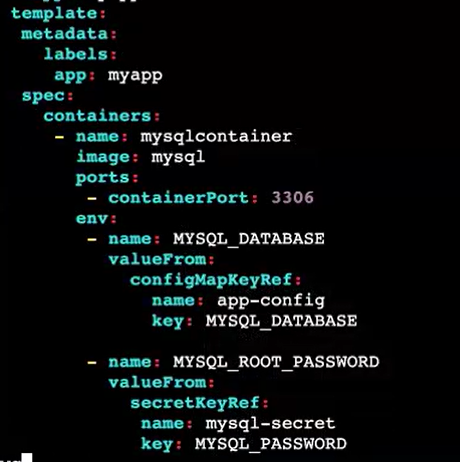 template:
metadata:
labels:
app: myapp
spec:
containers:
- name: mysqlcontainer
image: mysql
ports:
- containerPort: 3306
env:
- name: MYSQL_DATABASE
valueFrom:
configMapKeyRef:
name: app-config
key: MYSQL_DATABASE
- name: MYSQL_ROOT_PASSWORD
valueFrom:
secretKeyRef:
name: mysql-secret
key: MYSQL_PASSWORD